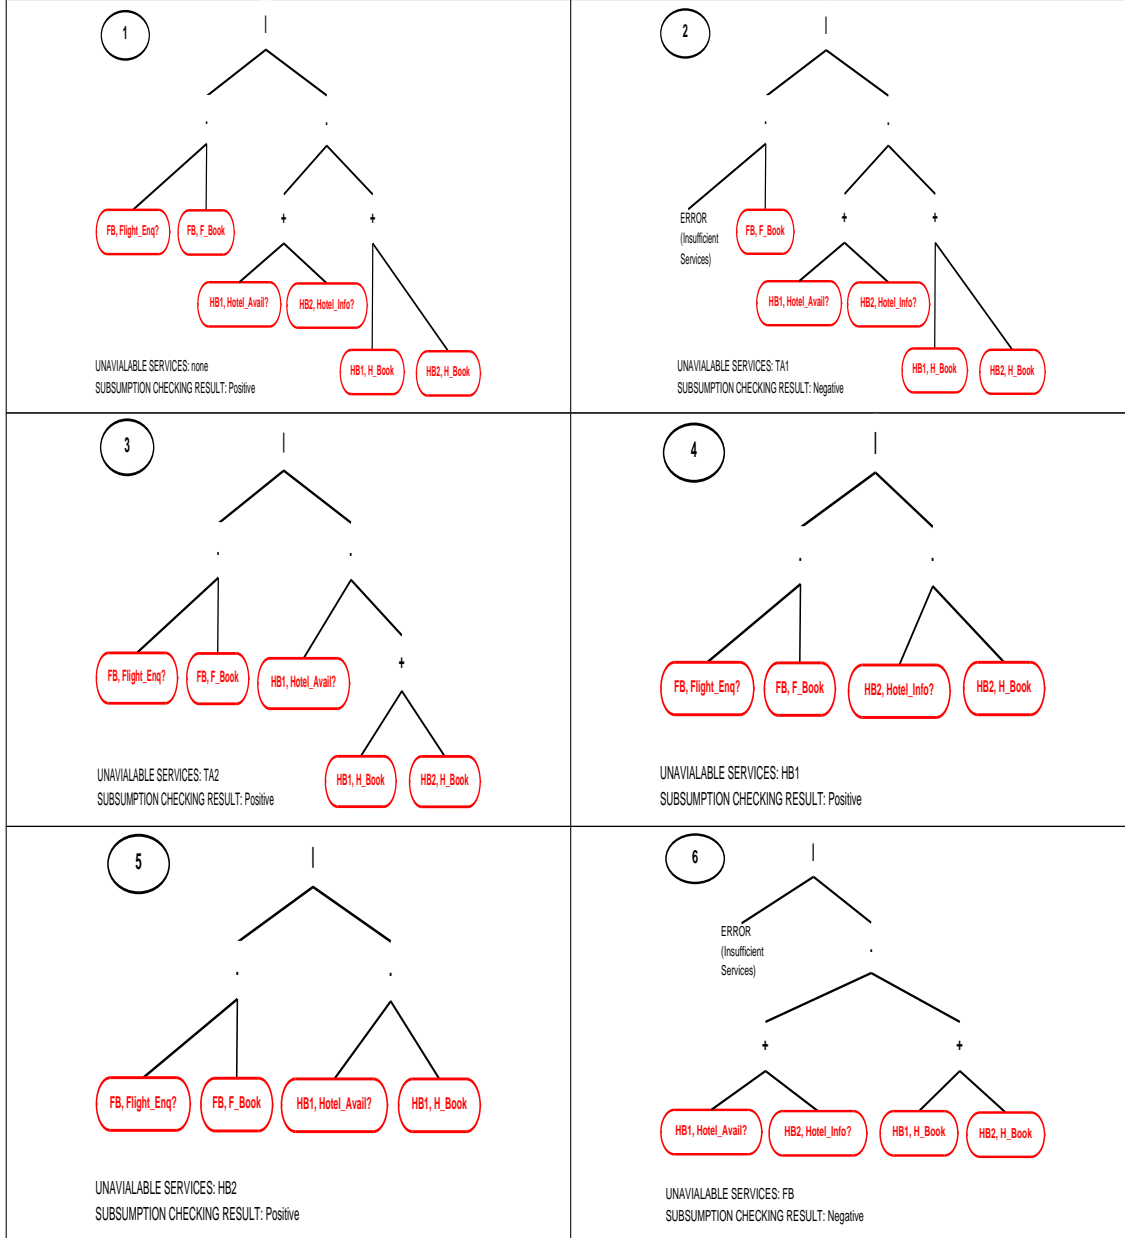 1
|
.
.
+
+
FB, Flight_Enq?
FB, F_Book
HB1, Hotel_Avail?
HB2, Hotel_Info?
HB1, H_Book
HB2, H_Book
UNAVIALABLE SERVICES: none
SUBSUMPTION CHECKING RESULT: Positive
2
|
.
.
+
+
ERROR
(Insufficient
Services)
FB, F_Book
HB1, Hotel_Avail?
HB2, Hotel_Info?
HB1, H_Book
HB2, H_Book
UNAVIALABLE SERVICES: TA1
SUBSUMPTION CHECKING RESULT: Negative
3
|
.
.
+
FB, Flight_Enq?
FB, F_Book
HB1, Hotel_Avail?
HB1, H_Book
HB2, H_Book
UNAVIALABLE SERVICES: TA2
SUBSUMPTION CHECKING RESULT: Positive
4
|
.
.
FB, Flight_Enq?
FB, F_Book
HB2, Hotel_Info?
HB2, H_Book
UNAVIALABLE SERVICES: HB1
SUBSUMPTION CHECKING RESULT: Positive
5
|
.
.
FB, Flight_Enq?
FB, F_Book
HB1, Hotel_Avail?
HB1, H_Book
UNAVIALABLE SERVICES: HB2
SUBSUMPTION CHECKING RESULT: Positive
6
|
ERROR
(Insufficient
Services)
.
+
+
HB1, Hotel_Avail?
HB2, Hotel_Info?
HB1, H_Book
HB2, H_Book
UNAVIALABLE SERVICES: FB
SUBSUMPTION CHECKING RESULT: Negative